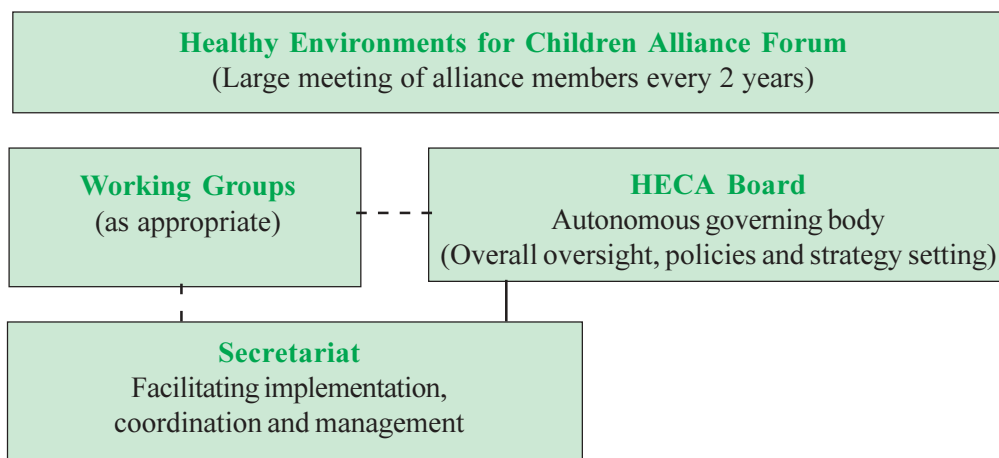 Healthy Environments for Children Alliance Forum
(Large meeting of alliance members every 2 years)
Working Groups
(as appropriate)
HECA Board
Autonomous governing body
(Overall oversight, policies and strategy setting)
Secretariat
Facilitating implementation,
coordination and management